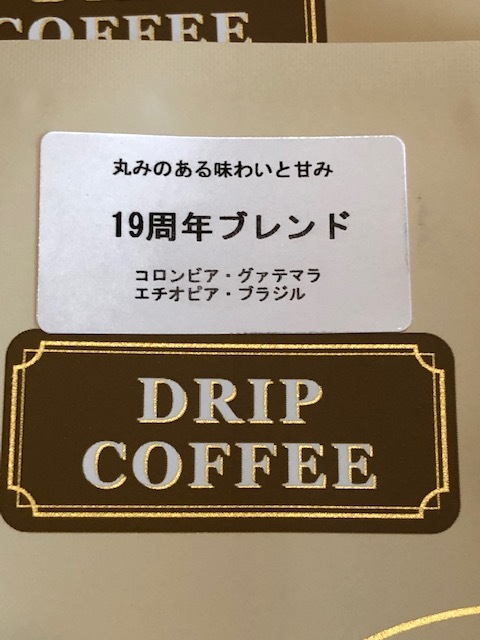 COFFEE
丸みのある味わいと甘み
19周年ブレンド
コロンビア・グァテマラ
エチオピア・ブラジル
DRIP
COFFEE